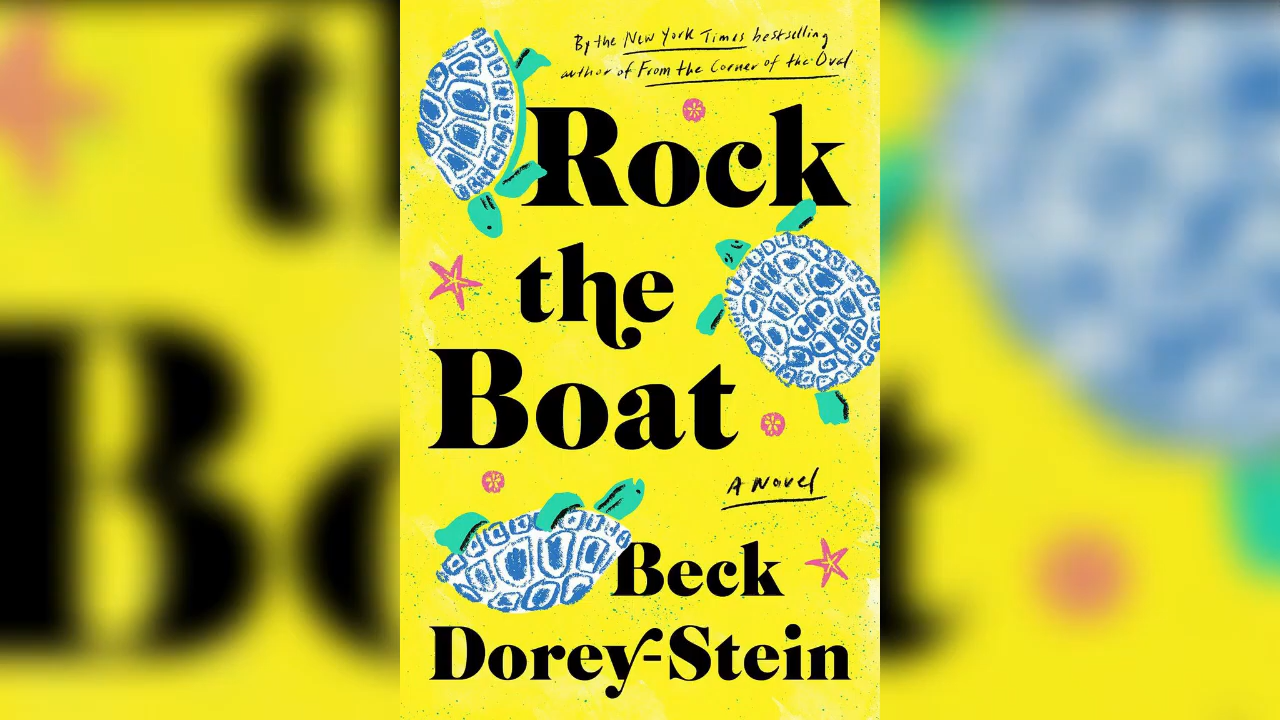 By the New York Times bestselling
author of From the Corner of the Oval
Rock
the
Boat
A Novel
Beck
Dorey-Stein